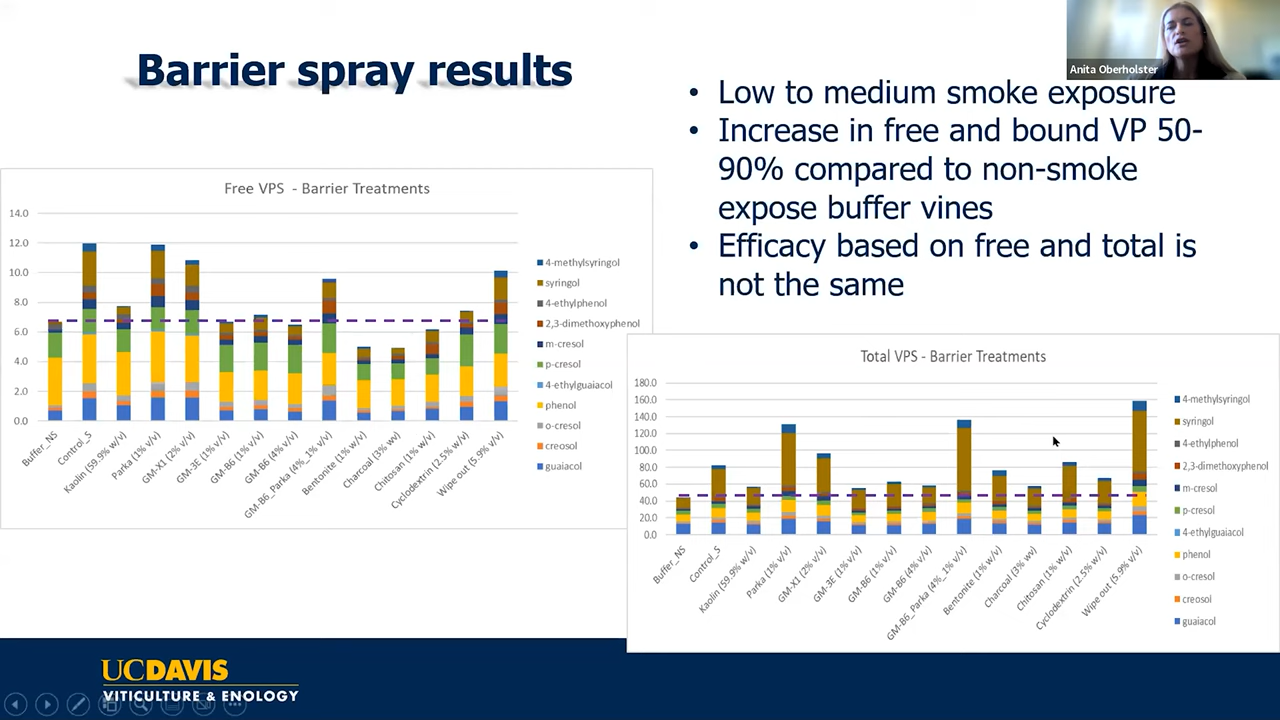 Barrier spray results
Anita Oberholster
• Low to medium smoke exposure
• Increase in free and bound VP 50-
90% compared to non-smoke
expose buffer vines
• Efficacy based on free and total is
not the same
Free VPS - Barrier Treatments
14.0
12.0
10.0
8.0
6.0
4.0
2.0
0.0
Buffer_NS
Control_S
Kaolin (59.9% w/v)
Parka (1% v/v)
GM-X1 (2% v/v)
GM-3E (1% v/v)
GM-B6 (1% v/v)
GM-B6 (4% v/v)
GM-B6_Parka (4%_1% v/v)
Bentonite (1% w/v)
Charcoal (3% wv)
Chitosan (1% w/v)
Cyclodextrin (2.5% w/v)
Wipe out (5.9% v/v)
4-methylsyringol
syringol
4-ethylphenol
2,3-dimethoxyphenol
m-cresol
p-cresol
4-ethylguaiacol
phenol
o-cresol
creosol
guaiacol
Total VPS - Barrier Treatments
180.0
160.0
140.0
120.0
100.0
80.0
60.0
40.0
20.0
0.0
Buffer_NS
Control_S
Kaolin (59.9% w/v)
Parka (1% v/v)
GM-X1 (2% v/v)
GM-3E (1% v/v)
GM-B6 (1% v/v)
GM-B6 (4% v/v)
GM-B6_Parka (4%_1% v/v)
Bentonite (1% w/v)
Charcoal (3% wv)
Chitosan (1% w/v)
Cyclodextrin (2.5% w/v)
Wipe out (5.9% v/v)
4-methylsyringol
syringol
4-ethylphenol
2,3-dimethoxyphenol
m-cresol
p-cresol
4-ethylguaiacol
phenol
o-cresol
creosol
guaiacol
UCDAVIS
VITICULTURE & ENOLOGY